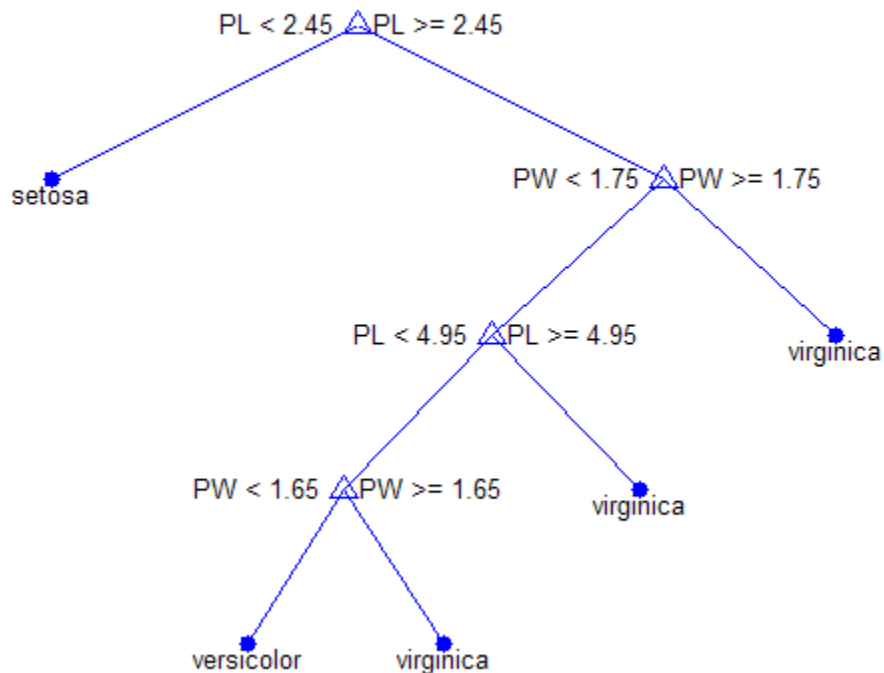 PL < 2.45 PL >= 2.45
setosa
PW < 1.75 PW >= 1.75
PL < 4.95 PL >= 4.95
virginica
PW < 1.65 PW >= 1.65
virginica
versicolor
virginica